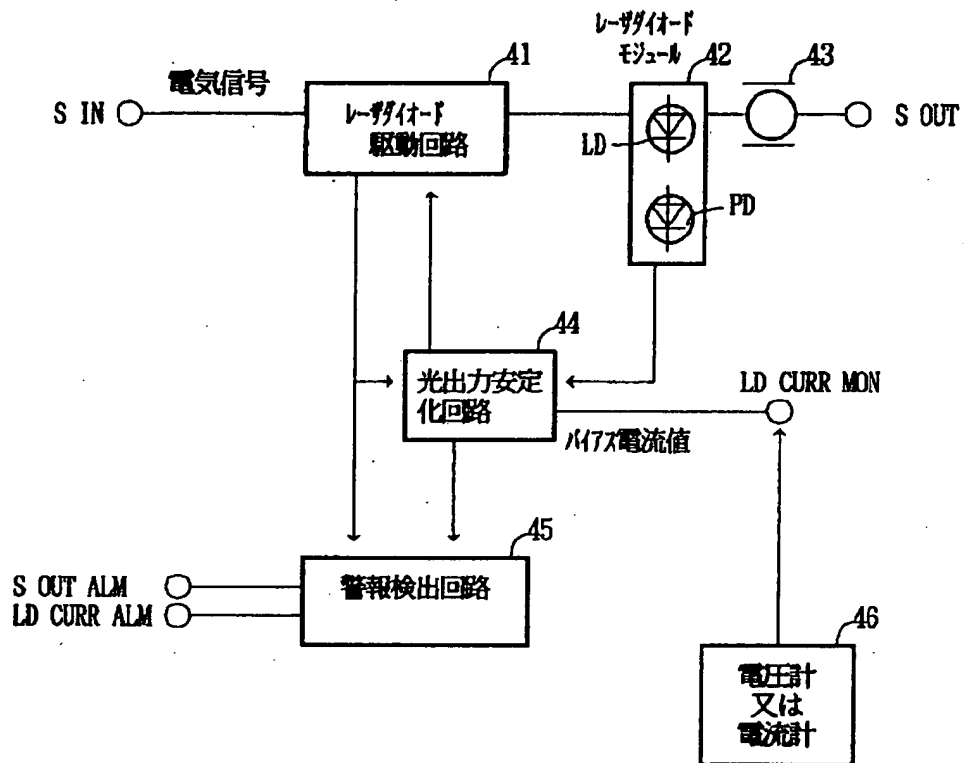 レーザダイオード
モジュール
41
42
43
電気信号
S IN
レーザダイオード
駆動回路
LD
S OUT
PD
44
光出力安定
化回路
LD CURR MON
バイアス電流値
45
警報検出回路
S OUT ALM
LD CURR ALM
46
電圧計
又は
電流計